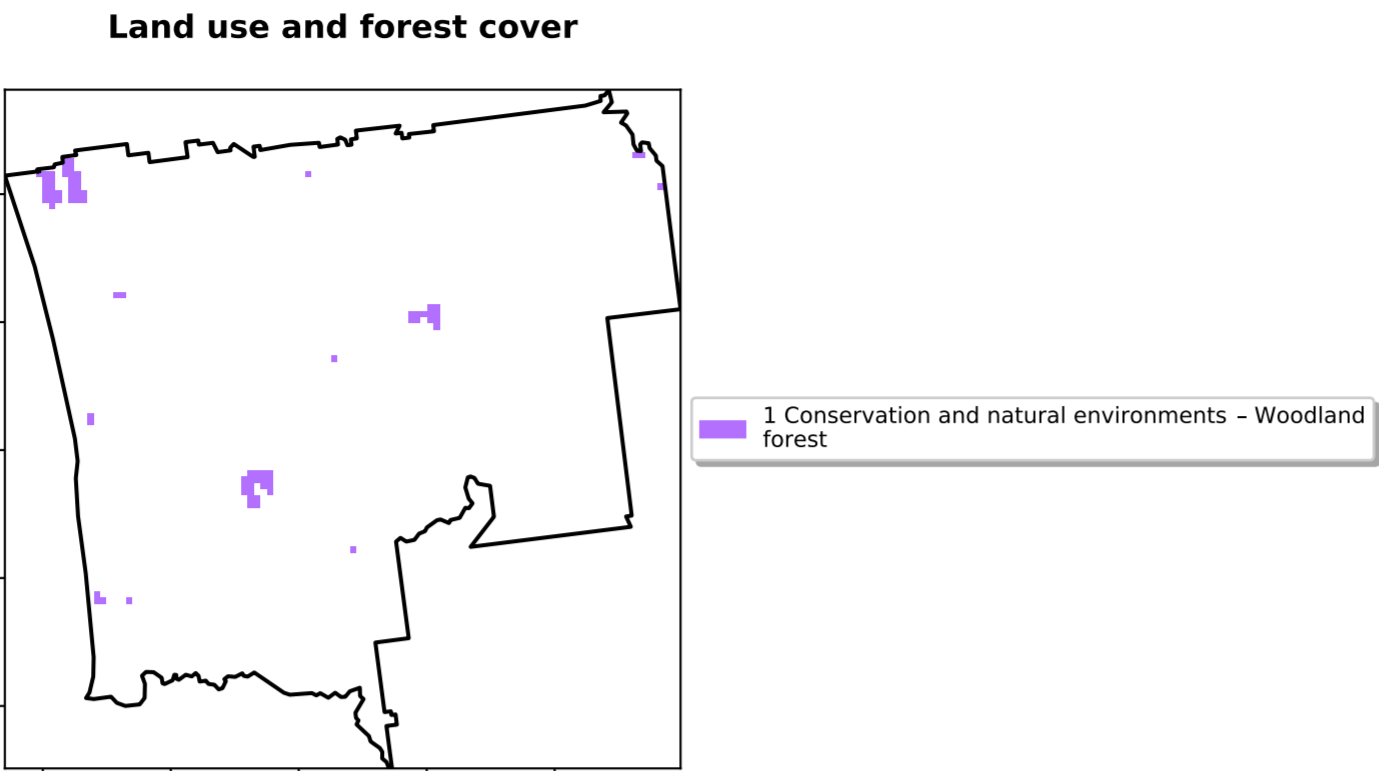 Land use and forest cover
1 Conservation and natural environments – Woodland
forest